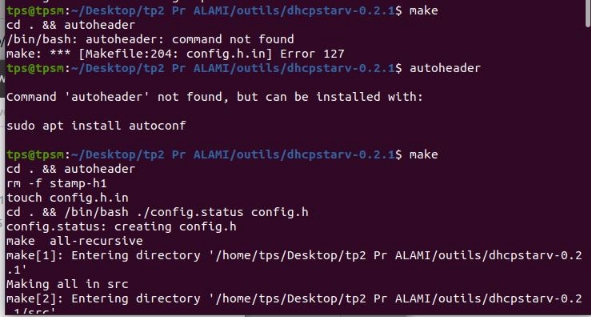 tps@tpsm:~/Desktop/tp2 Pr ALAMI/outils/dhcpstarv-0.2.1$ make
cd . && autoheader
/bin/bash: autoheader: command not found
make: *** [Makefile:204: config.h.in] Error 127
tps@tpsm:~/Desktop/tp2 Pr ALAMI/outils/dhcpstarv-0.2.1$ autoheader
Command 'autoheader' not found, but can be installed with:
sudo apt install autoconf
tps@tpsm:~/Desktop/tp2 Pr ALAMI/outils/dhcpstarv-0.2.1$ make
cd . && autoheader
rm -f stamp-h1
touch config.h.in
cd . && /bin/bash ./config.status config.h
config.status: creating config.h
make  all-recursive
make[1]: Entering directory '/home/tps/Desktop/tp2 Pr ALAMI/outils/dhcpstarv-0.2
.1'
Making all in src
make[2]: Entering directory '/home/tps/Desktop/tp2 Pr ALAMI/outils/dhcpstarv-0.2
.1/src'